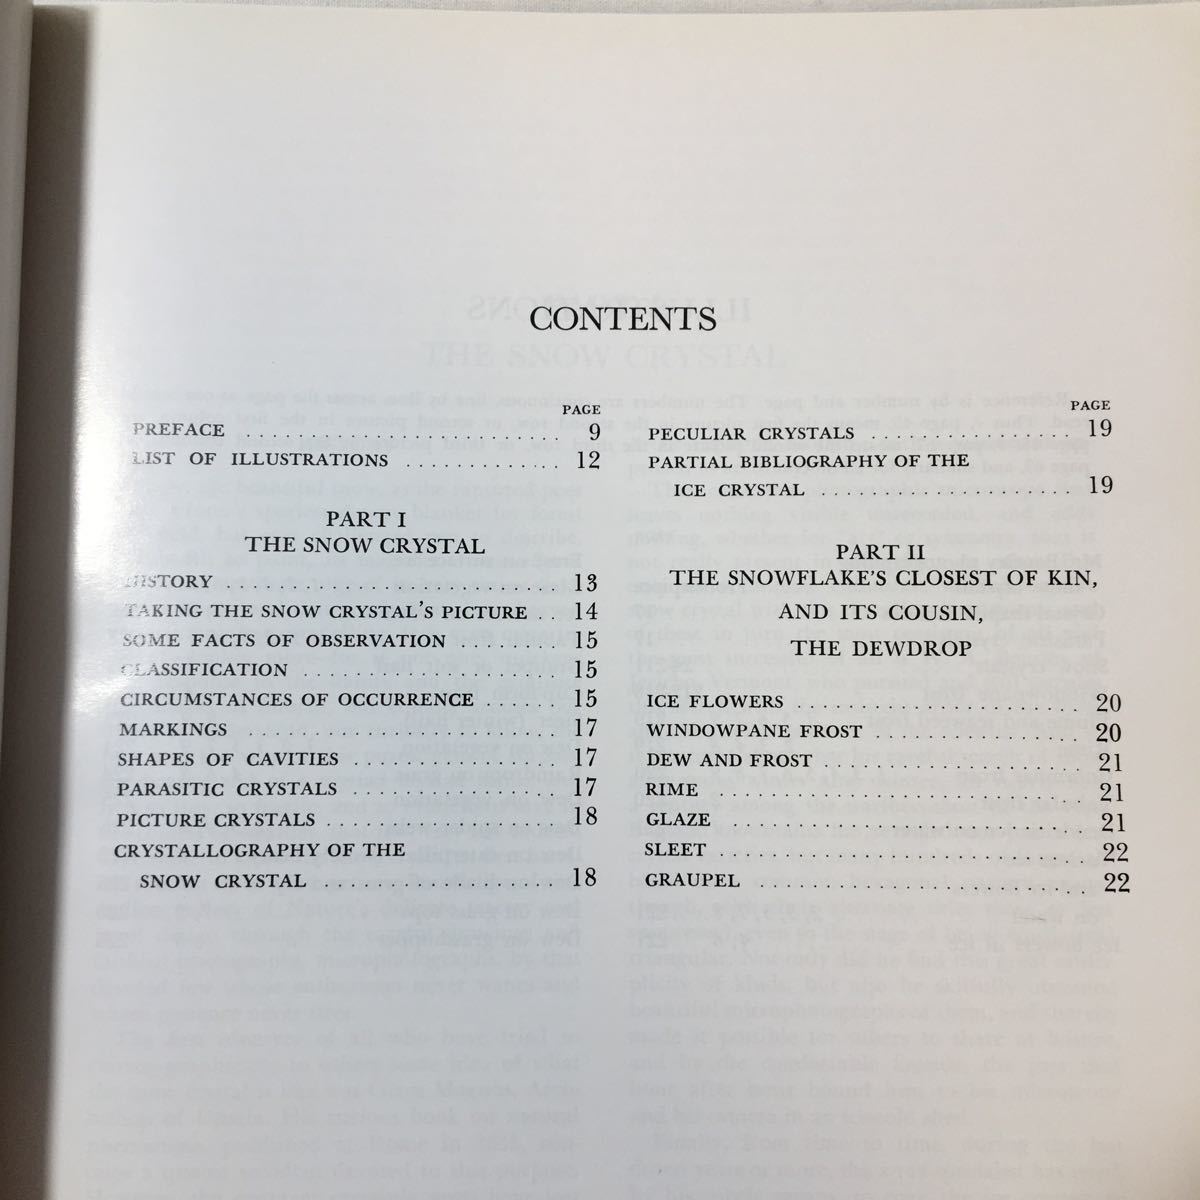 CONTENTS
PAGE
PREFACE . . . . . . . . . . . . . . . . . . . . . . . 9
LIST OF ILLUSTRATIONS . . . . . . . . . . . . . 12
PART I
THE SNOW CRYSTAL
HISTORY . . . . . . . . . . . . . . . . . . . . . . . . 13
TAKING THE SNOW CRYSTAL'S PICTURE . . 14
SOME FACTS OF OBSERVATION . . . . . . . . 15
CLASSIFICATION . . . . . . . . . . . . . . . . . . 15
CIRCUMSTANCES OF OCCURRENCE . . . . . . 15
MARKINGS . . . . . . . . . . . . . . . . . . . . . . 17
SHAPES OF CAVITIES . . . . . . . . . . . . . . . 17
PARASITIC CRYSTALS . . . . . . . . . . . . . . . 17
PICTURE CRYSTALS . . . . . . . . . . . . . . . . . 18
CRYSTALLOGRAPHY OF THE
SNOW CRYSTAL . . . . . . . . . . . . . . . . . . 18
PAGE
PECULIAR CRYSTALS . . . . . . . . . . . . . . . . 19
PARTIAL BIBLIOGRAPHY OF THE
ICE CRYSTAL . . . . . . . . . . . . . . . . . . . . 19
PART II
THE SNOWFLAKE'S CLOSEST OF KIN,
AND ITS COUSIN,
THE DEWDROP
ICE FLOWERS . . . . . . . . . . . . . . . . . . . . . 20
WINDOWPANE FROST . . . . . . . . . . . . . . . 20
DEW AND FROST . . . . . . . . . . . . . . . . . . . 21
RIME . . . . . . . . . . . . . . . . . . . . . . . . . . . 21
GLAZE . . . . . . . . . . . . . . . . . . . . . . . . . . 21
SLEET . . . . . . . . . . . . . . . . . . . . . . . . . . 22
GRAUPEL . . . . . . . . . . . . . . . . . . . . . . . 22